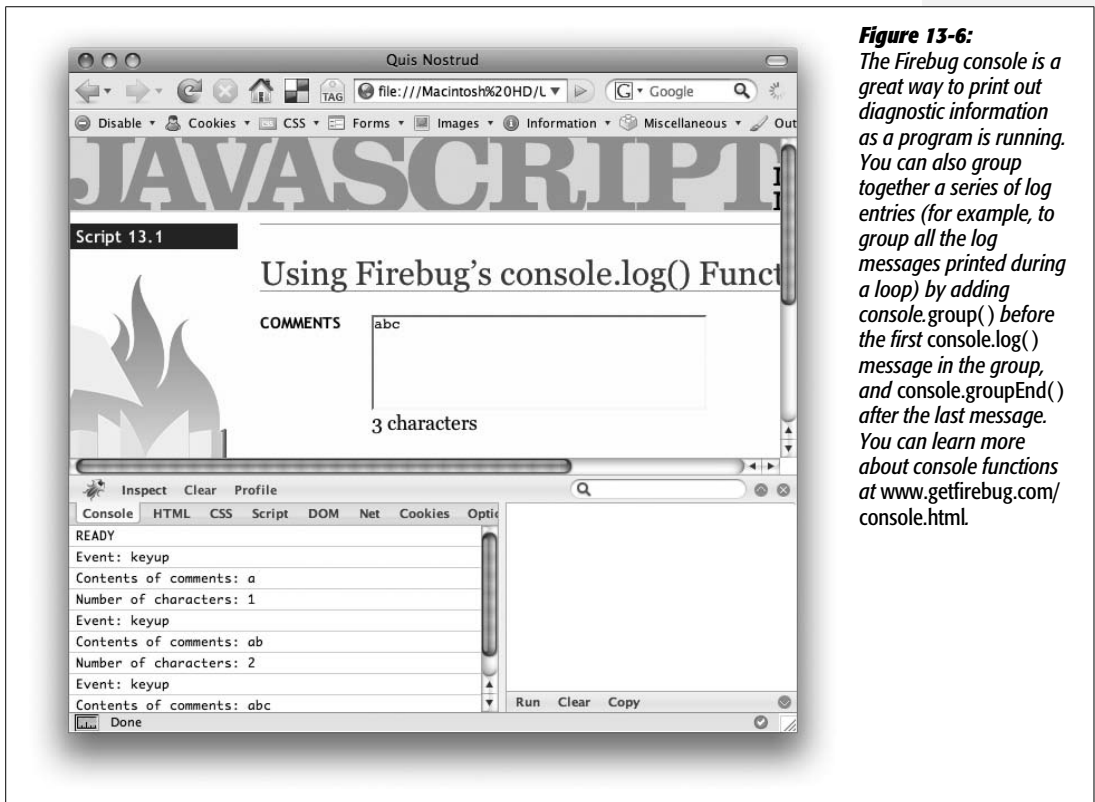 Quis Nostrud
TAG
file:///Macintosh%20HD/L
G Google
Disable Cookies CSS Forms Images Information Miscellaneous Out
JAVASCRIPT
Script 13.1
Using Firebug's console.log() Funct
COMMENTS
abc
3 characters
Inspect Clear Profile
Console HTML CSS Script DOM Net Cookies Optio
READY
Event: keyup
Contents of comments: a
Number of characters: 1
Event: keyup
Contents of comments: ab
Number of characters: 2
Event: keyup
Contents of comments: abc
Run Clear Copy
Done
Figure 13-6:
The Firebug console is a
great way to print out
diagnostic information
as a program is running.
You can also group
together a series of log
entries (for example, to
group all the log
messages printed during
a loop) by adding
console.group( ) before
the first console.log( )
message in the group,
and console.groupEnd( )
after the last message.
You can learn more
about console functions
at www.getfirebug.com/
console.html.